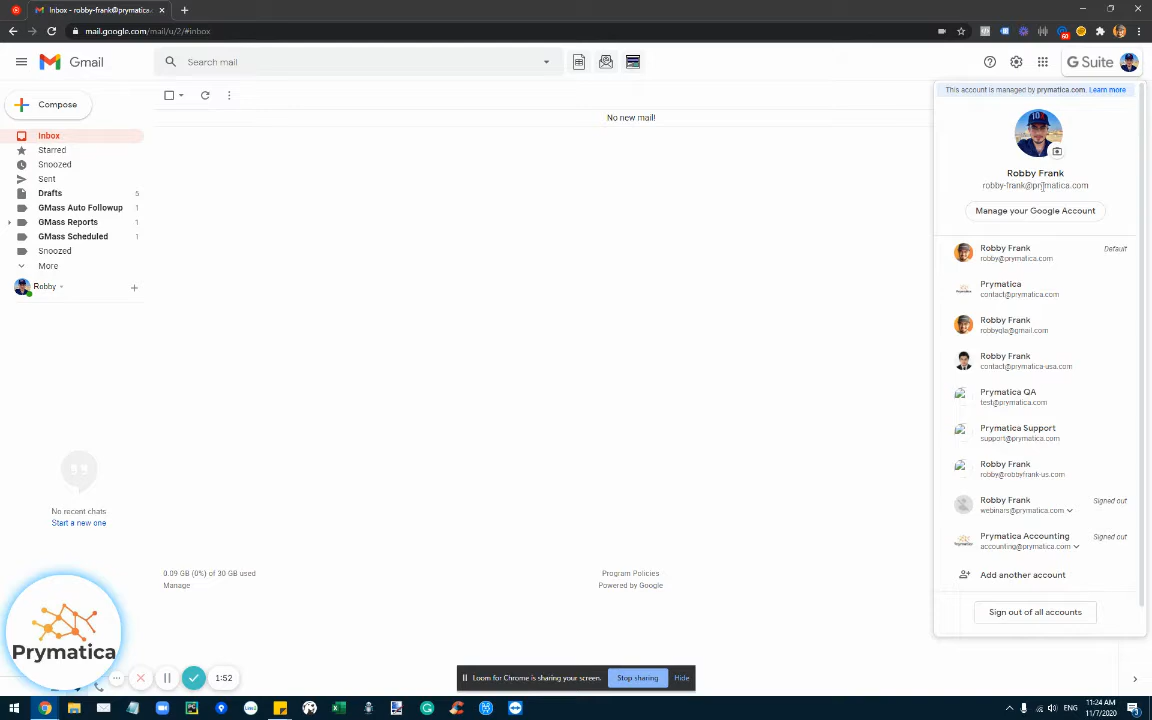 Inbox - robby-frank@prymatica.
mail.google.com/mail/u/2/#inbox
60
Gmail
Search mail
G Suite
Compose
No new mail!
Inbox
Starred
Snoozed
Sent
Drafts 6
GMass Auto Followup 1
GMass Reports 1
GMass Scheduled 1
Snoozed
More
Robby
No recent chats
Start a new one
0.09 GB (0%) of 30 GB used
Manage
Program Policies
Powered by Google
This account is managed by prymatica.com. Learn more
Robby Frank
robby-frank@prymatica.com
Manage your Google Account
Robby Frank Default
robby@prymatica.com
Prymatica
contact@prymatica.com
Robby Frank
robbyqla@gmail.com
Robby Frank
contact@prymatica-usa.com
Prymatica QA
test@prymatica.com
Prymatica Support
support@prymatica.com
Robby Frank
robby@robbyfrank-us.com
Robby Frank Signed out
webinars@prymatica.com
Prymatica Accounting Signed out
accounting@prymatica.com
Add another account
Sign out of all accounts
Prymatica
1:52
Loom for Chrome is sharing your screen.
Stop sharing
Hide
ENG
11:24 AM
11/7/2020
3